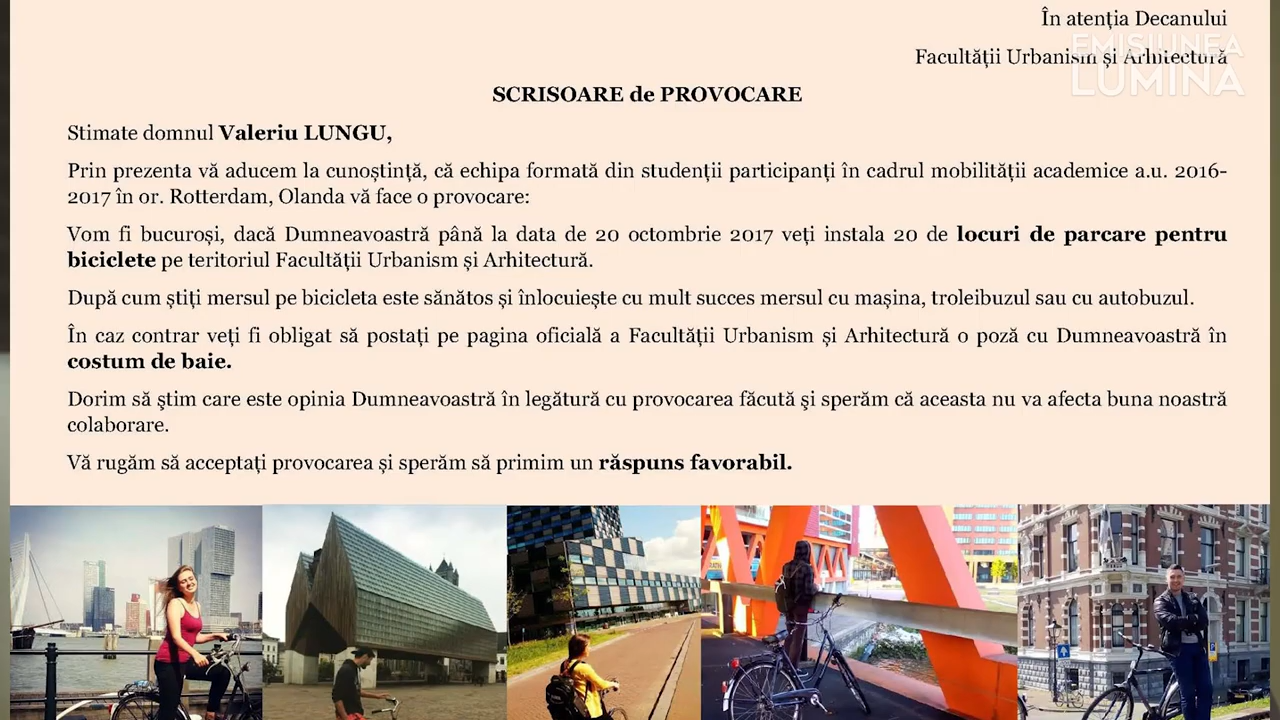 În atenția Decanului
Facultății Urbanism și Arhitectură
EMISIUNEA
LUMINA
SCRISOARE de PROVOCARE
Stimate domnul Valeriu LUNGU,
Prin prezenta vă aducem la cunoștință, că echipa formată din studenții participanți în cadrul mobilității academice a.u. 2016-
2017 în or. Rotterdam, Olanda vă face o provocare:
Vom fi bucuroși, dacă Dumneavoastră până la data de 20 octombrie 2017 veți instala 20 de locuri de parcare pentru
biciclete pe teritoriul Facultății Urbanism și Arhitectură.
După cum știți mersul pe bicicleta este sănătos și înlocuiește cu mult succes mersul cu mașina, troleibuzul sau cu autobuzul.
În caz contrar veți fi obligat să postați pe pagina oficială a Facultății Urbanism și Arhitectură o poză cu Dumneavoastră în
costum de baie.
Dorim să ştim care este opinia Dumneavoastră în legătură cu provocarea făcută şi sperăm că aceasta nu va afecta buna noastră
colaborare.
Vă rugăm să acceptați provocarea și sperăm să primim un răspuns favorabil.